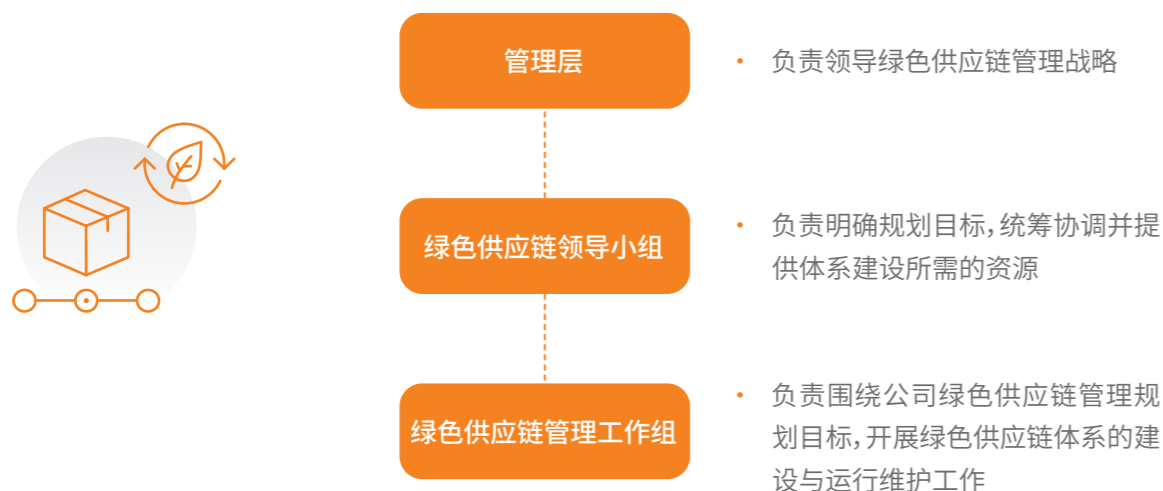 管理层
• 负责领导绿色供应链管理战略
绿色供应链领导小组
• 负责明确规划目标，统筹协调并提
供体系建设所需的资源
绿色供应链管理工作组
• 负责围绕公司绿色供应链管理规
划目标，开展绿色供应链体系的建
设与运行维护工作